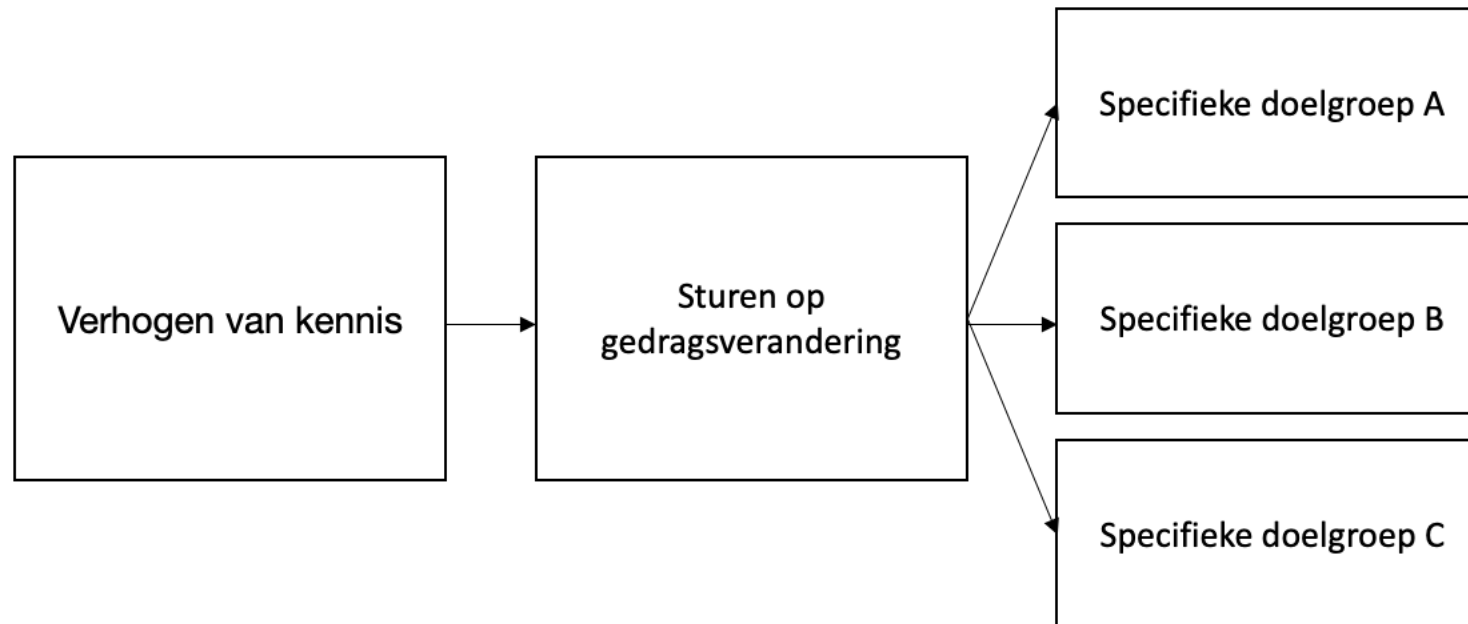 Verhogen van kennis
Sturen op
gedragsverandering
Specifieke doelgroep A
Specifieke doelgroep B
Specifieke doelgroep C